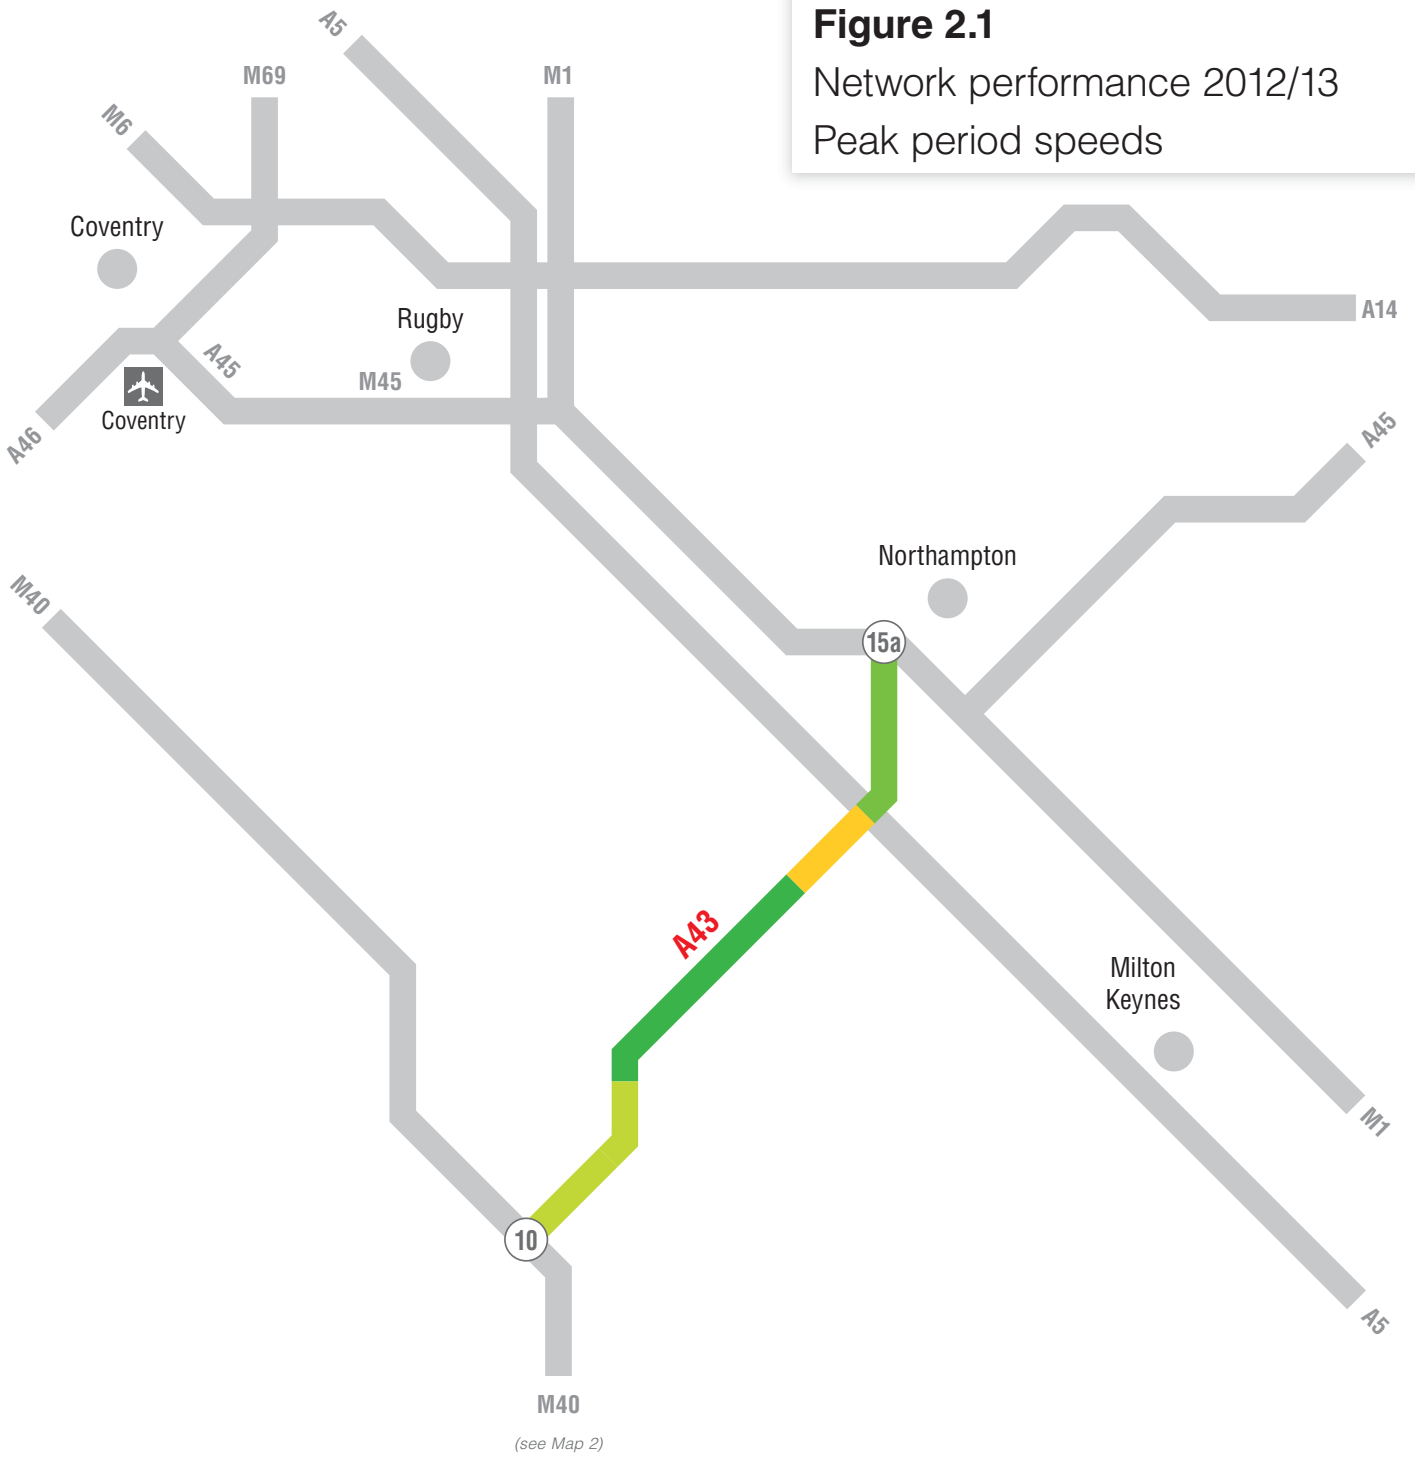 Figure 2.1
Network performance 2012/13
Peak period speeds
A5
M69
M1
M6
Coventry
Rugby
A14
A45
M45
Coventry
A46
A45
Northampton
M40
15a
A43
Milton
Keynes
M1
10
A5
M40
(see Map 2)